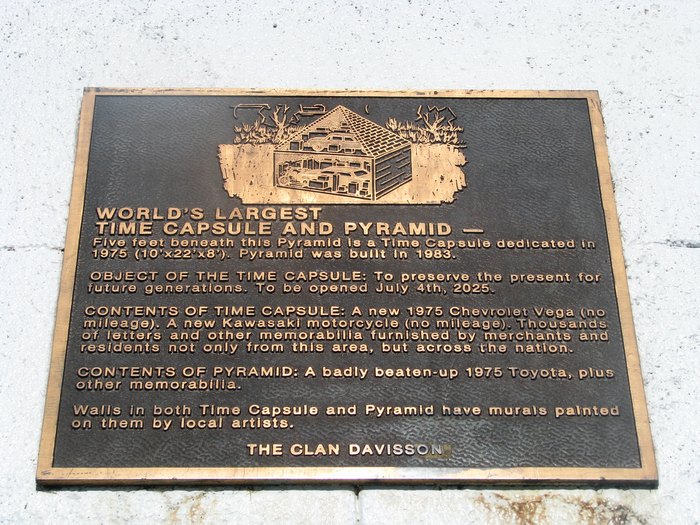 WORLD'S LARGEST
TIME CAPSULE AND PYRAMID —
Five feet beneath this Pyramid is a Time Capsule dedicated in
1975 (10'x22'x8'). Pyramid was built in 1983.
OBJECT OF THE TIME CAPSULE: To preserve the present for
future generations. To be opened July 4th, 2025.
CONTENTS OF TIME CAPSULE: A new 1975 Chevrolet Vega (no
mileage). A new Kawasaki motorcycle (no mileage). Thousands
of letters and other memorabilia furnished by merchants and
residents not only from this area, but across the nation.
CONTENTS OF PYRAMID: A badly beaten-up 1975 Toyota, plus
other memorabilia.
Walls in both Time Capsule and Pyramid have murals painted
on them by local artists.
THE CLAN DAVISSON